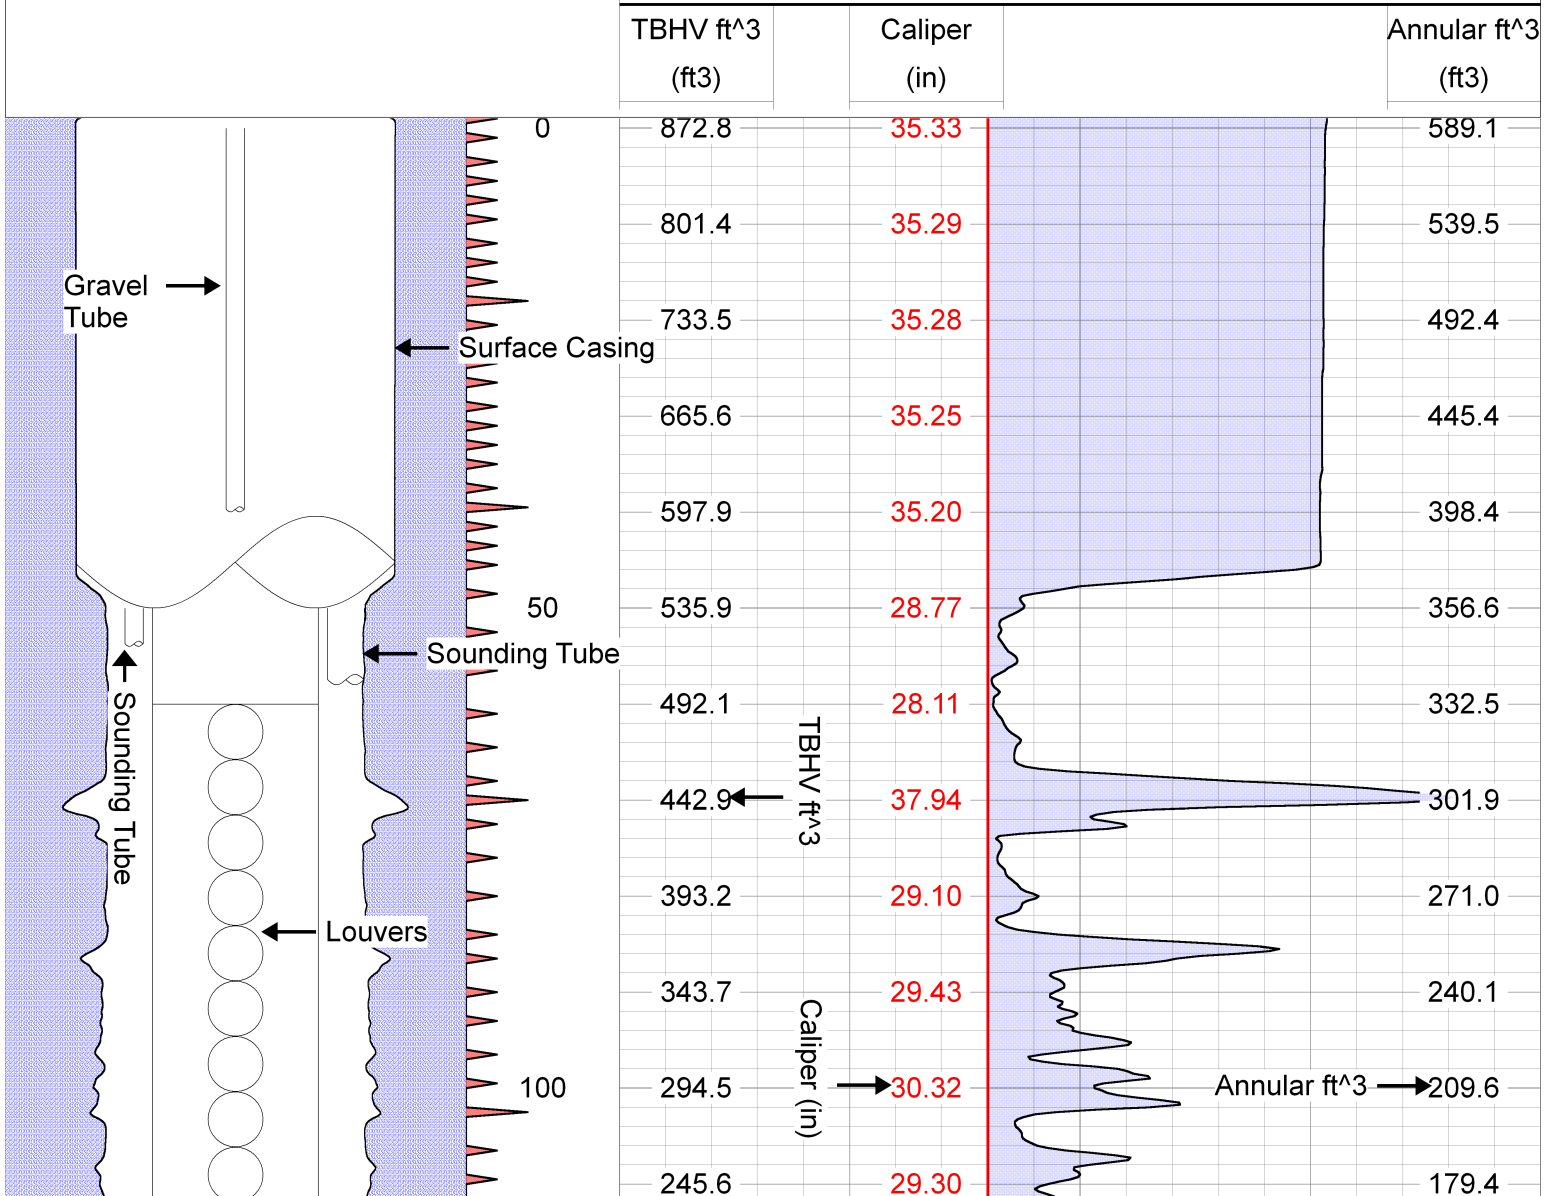 TBHV ft^3 Caliper Annular ft^3
(ft3) (in) (ft3)
0 872.8 35.33 589.1
801.4 35.29 539.5
Gravel
Tube
733.5 35.28 492.4
Surface Casing
665.6 35.25 445.4
597.9 35.20 398.4
50 535.9 28.77 356.6
Sounding Tube
Sounding Tube
492.1 28.11 332.5
TBHV ft^3
442.9 37.94 301.9
393.2 29.10 271.0
Louvers
343.7 29.43 240.1
Caliper (in)
100 294.5 30.32 Annular ft^3 209.6
245.6 29.30 179.4